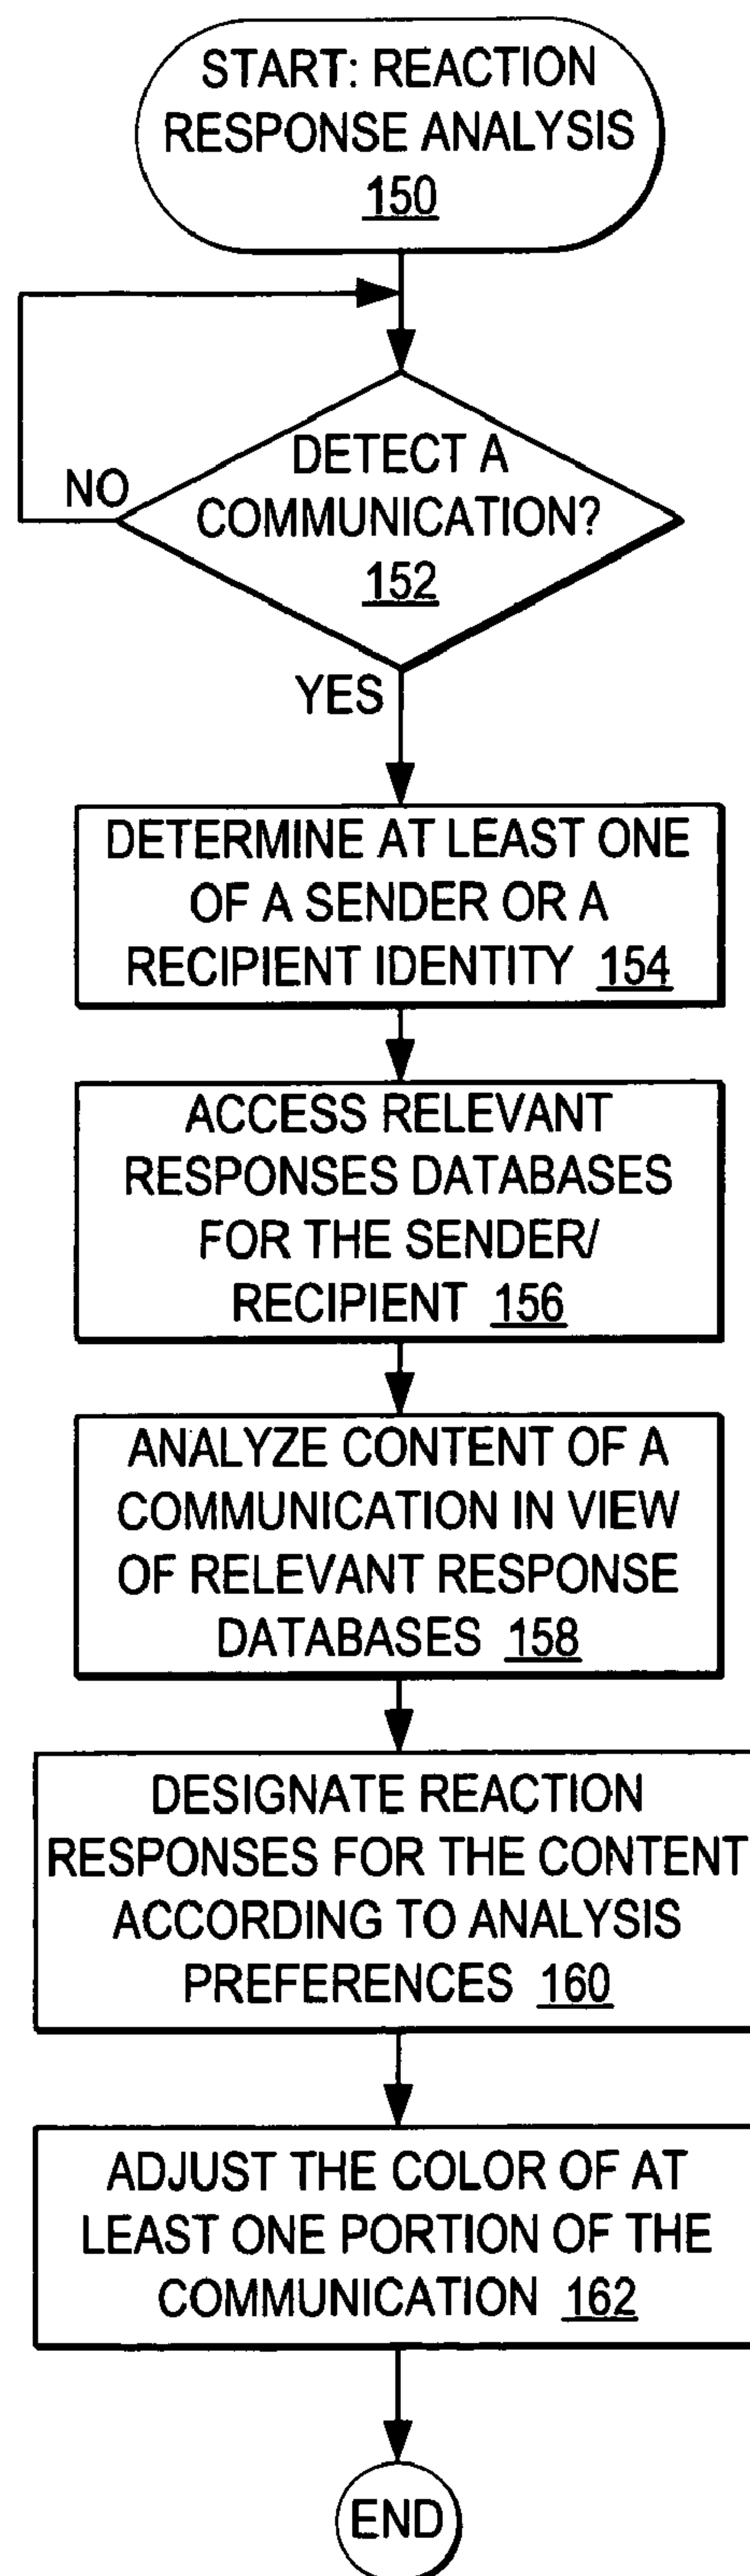 START: REACTION
RESPONSE ANALYSIS
150
DETECT A
COMMUNICATION?
152
NO
YES
DETERMINE AT LEAST ONE
OF A SENDER OR A
RECIPIENT IDENTITY 154
ACCESS RELEVANT
RESPONSES DATABASES
FOR THE SENDER/
RECIPIENT 156
ANALYZE CONTENT OF A
COMMUNICATION IN VIEW
OF RELEVANT RESPONSE
DATABASES 158
DESIGNATE REACTION
RESPONSES FOR THE CONTENT
ACCORDING TO ANALYSIS
PREFERENCES 160
ADJUST THE COLOR OF AT
LEAST ONE PORTION OF THE
COMMUNICATION 162
END